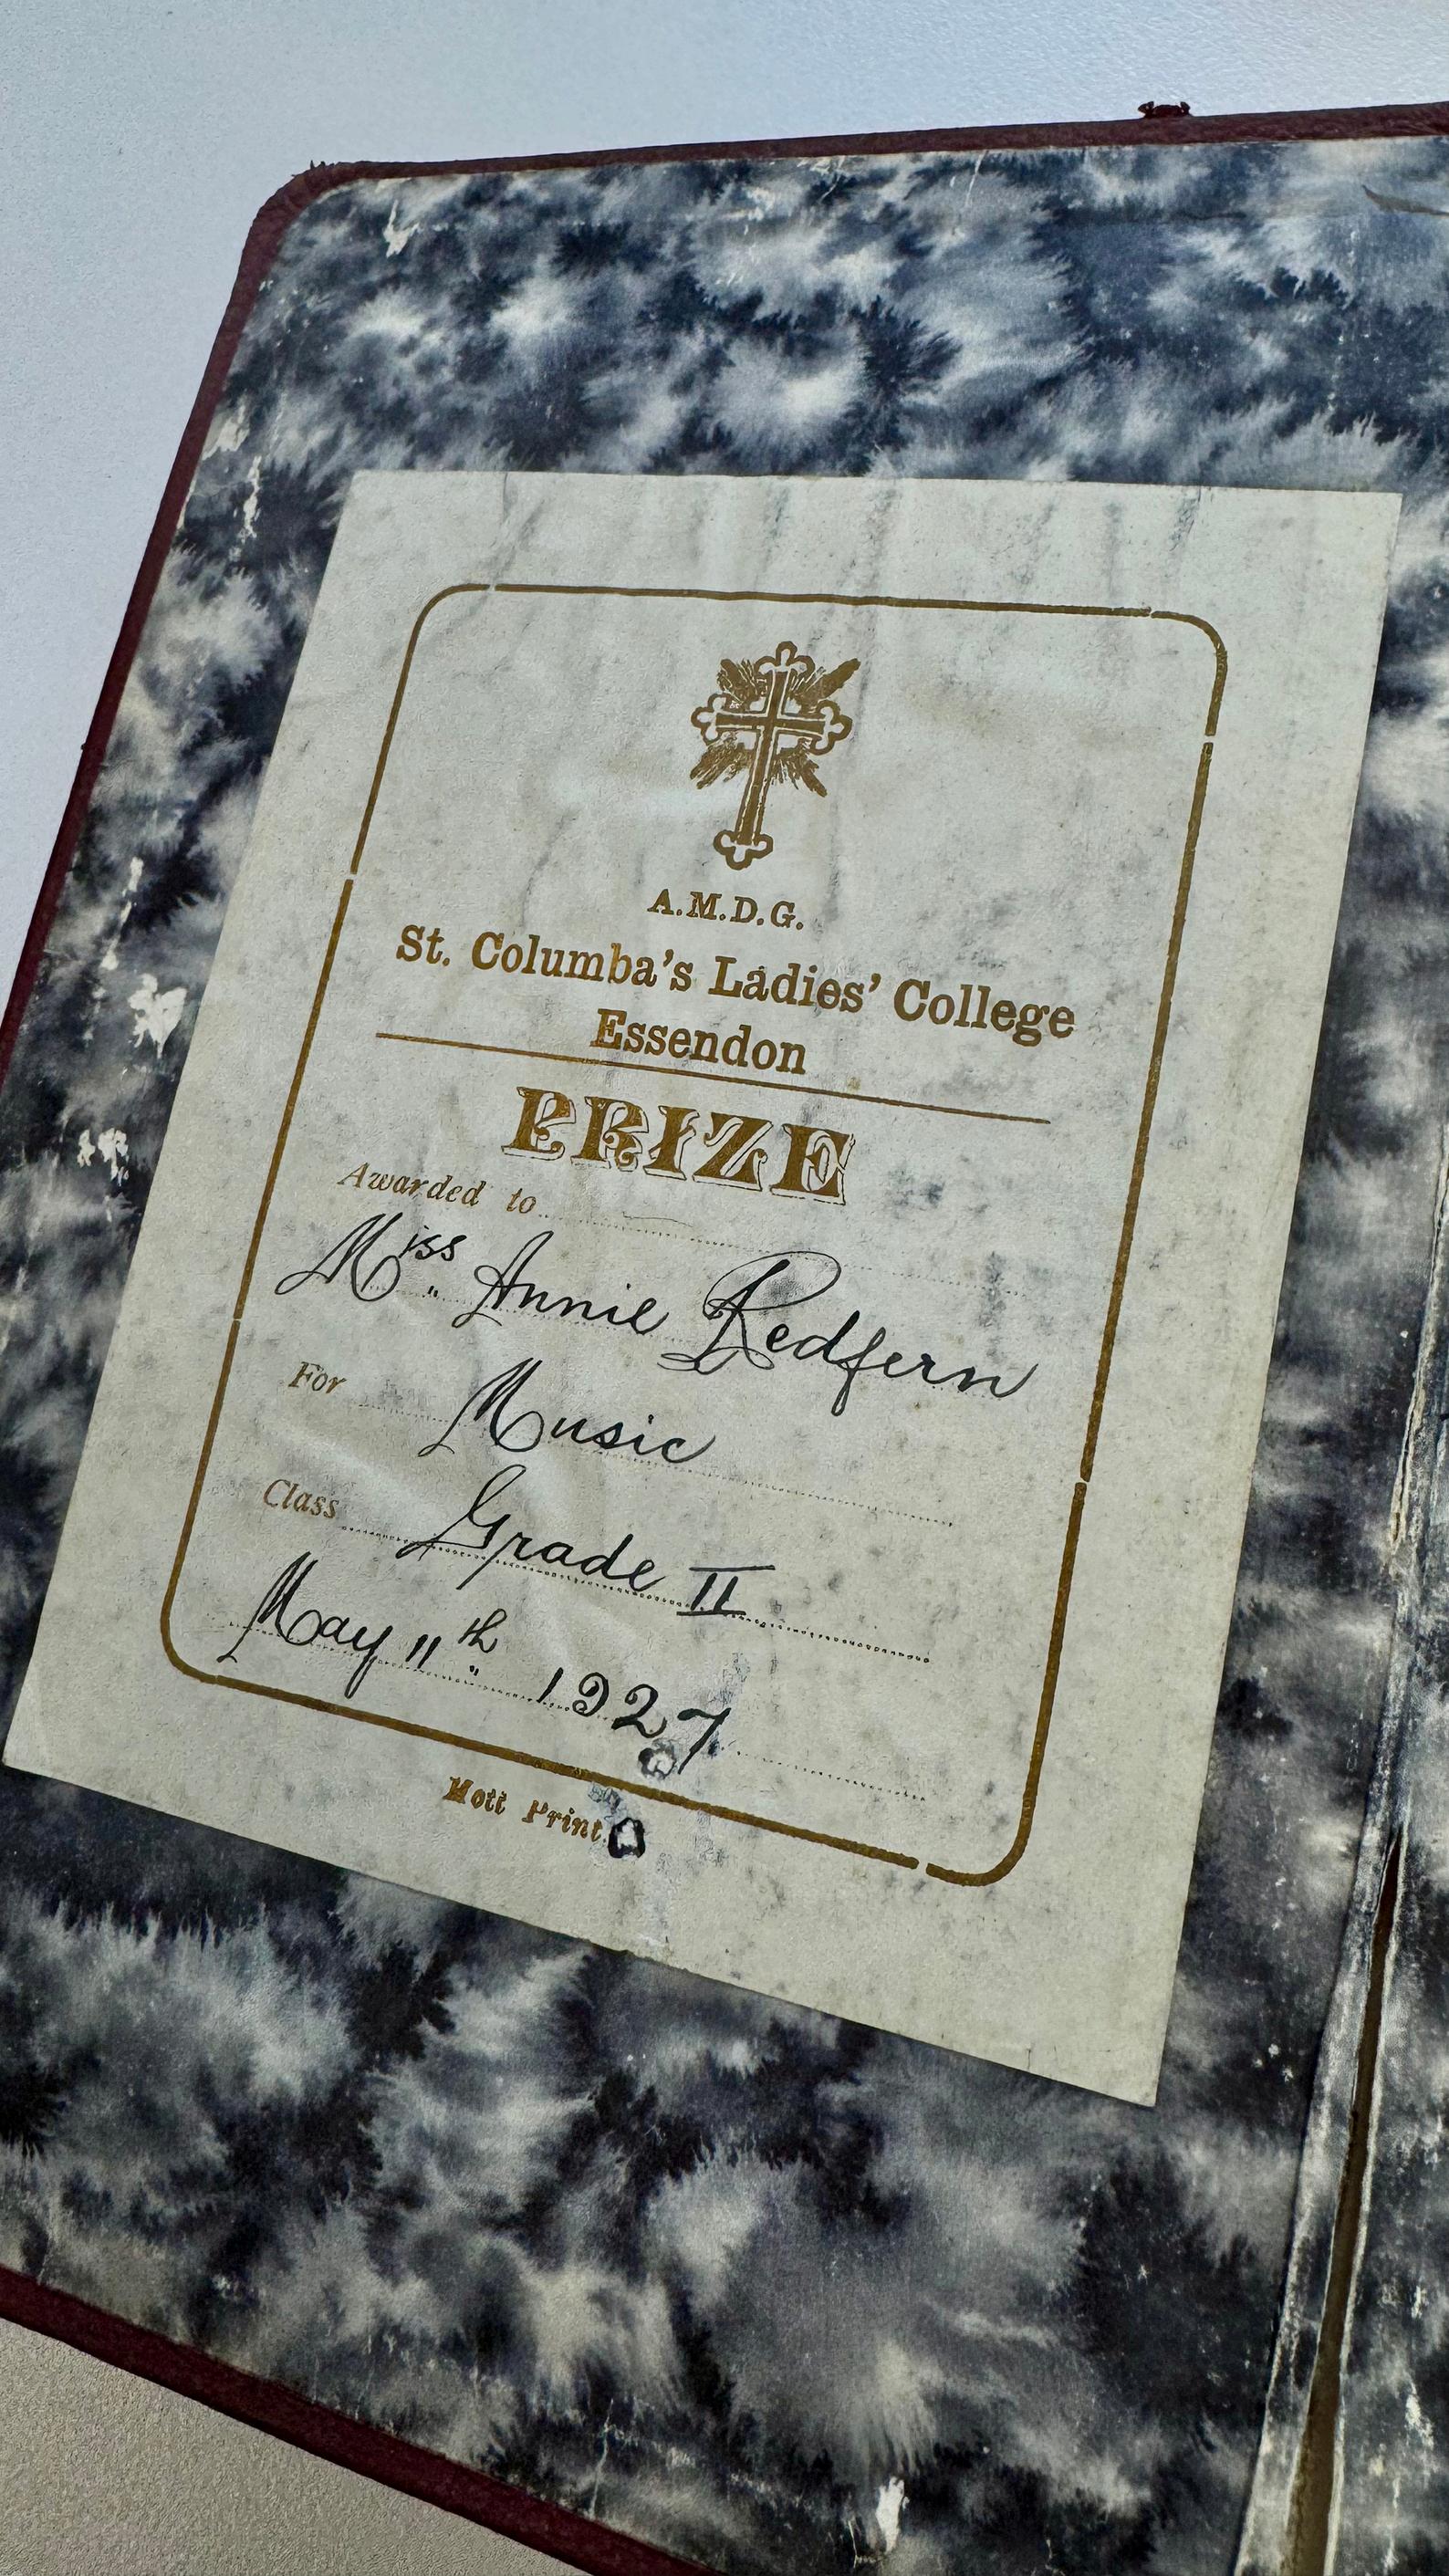 A.M.D.G.
St. Columba's Ladies' College
Essendon
PRIZE
Awarded to
Miss Annie Redfern
For Music
Class Grade II
May 11th 1927
Mott Print.